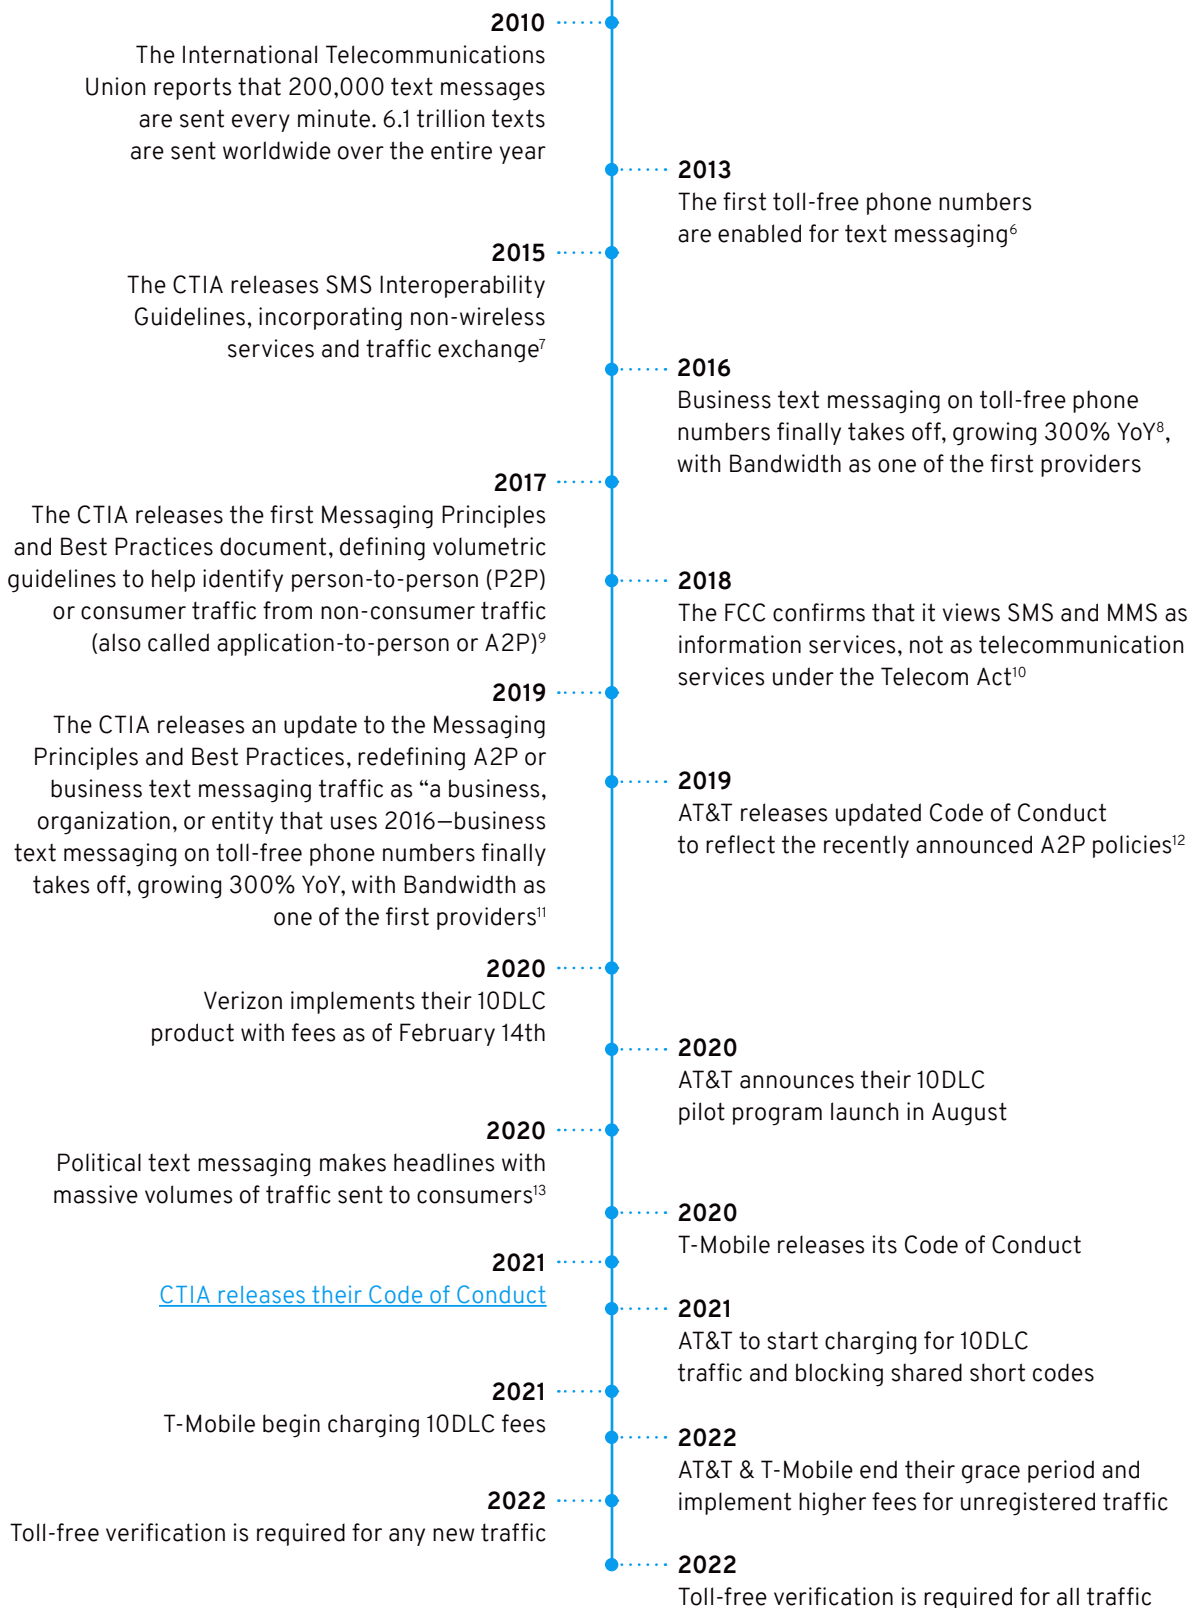 2010
The International Telecommunications
Union reports that 200,000 text messages
are sent every minute. 6.1 trillion texts
are sent worldwide over the entire year
2013
The first toll-free phone numbers
are enabled for text messaging⁶
2015
The CTIA releases SMS Interoperability
Guidelines, incorporating non-wireless
services and traffic exchange⁷
2016
Business text messaging on toll-free phone
numbers finally takes off, growing 300% YoY⁸,
with Bandwidth as one of the first providers
2017
The CTIA releases the first Messaging Principles
and Best Practices document, defining volumetric
guidelines to help identify person-to-person (P2P)
or consumer traffic from non-consumer traffic
(also called application-to-person or A2P)⁹
2018
The FCC confirms that it views SMS and MMS as
information services, not as telecommunication
services under the Telecom Act¹⁰
2019
The CTIA releases an update to the Messaging
Principles and Best Practices, redefining A2P or
business text messaging traffic as “a business,
organization, or entity that uses 2016—business
text messaging on toll-free phone numbers finally
takes off, growing 300% YoY, with Bandwidth as
one of the first providers¹¹
2019
AT&T releases updated Code of Conduct
to reflect the recently announced A2P policies¹²
2020
Verizon implements their 10DLC
product with fees as of February 14th
2020
AT&T announces their 10DLC
pilot program launch in August
2020
Political text messaging makes headlines with
massive volumes of traffic sent to consumers¹³
2020
T-Mobile releases its Code of Conduct
2021
CTIA releases their Code of Conduct
2021
AT&T to start charging for 10DLC
traffic and blocking shared short codes
2021
T-Mobile begin charging 10DLC fees
2022
AT&T & T-Mobile end their grace period and
implement higher fees for unregistered traffic
2022
Toll-free verification is required for any new traffic
2022
Toll-free verification is required for all traffic